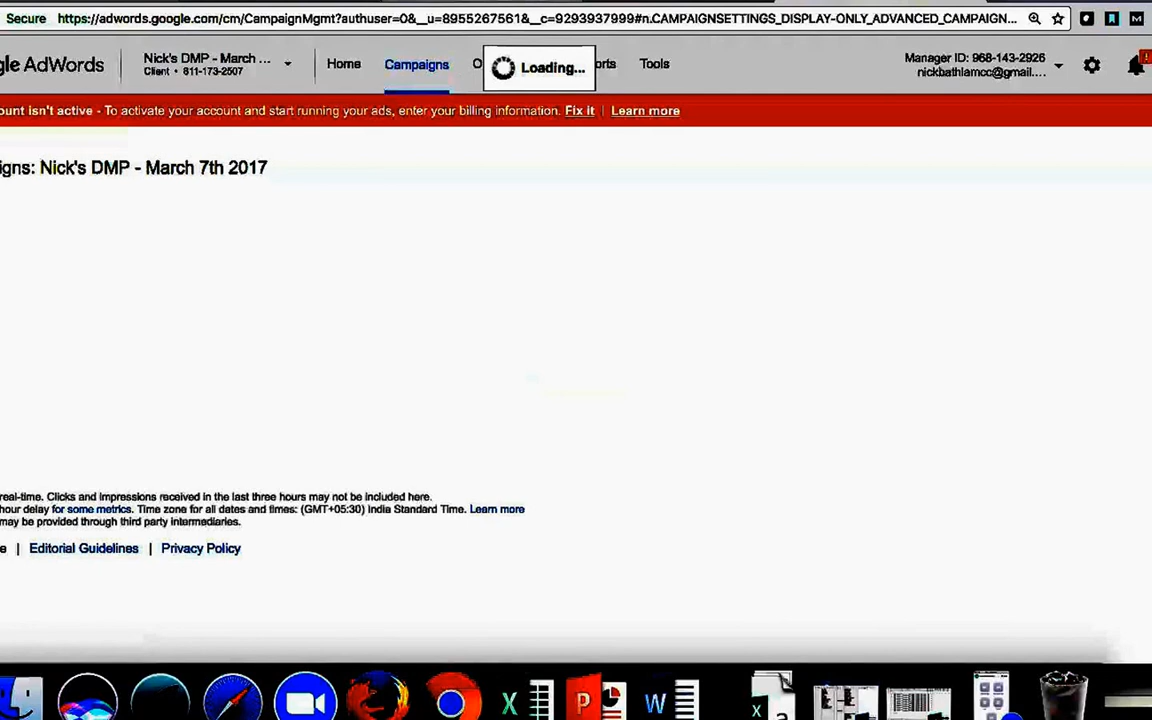 Secure https://adwords.google.com/cm/CampaignMgmt?authuser=0&__u=8955267561&__c=9293937999#n.CAMPAIGNSETTINGS_DISPLAY-ONLY_ADVANCED_CAMPAIGN...
gle AdWords
Nick's DMP - March ...
Client • 811-173-2507
Home Campaigns O Loading... orts Tools
Manager ID: 968-143-2926
nickbathlamcc@gmail....
ount isn't active - To activate your account and start running your ads, enter your billing information. Fix it | Learn more
igns: Nick's DMP - March 7th 2017
real-time. Clicks and impressions received in the last three hours may not be included here.
hour delay for some metrics. Time zone for all dates and times: (GMT+05:30) India Standard Time. Learn more
may be provided through third party intermediaries.
e | Editorial Guidelines | Privacy Policy
X P W X a